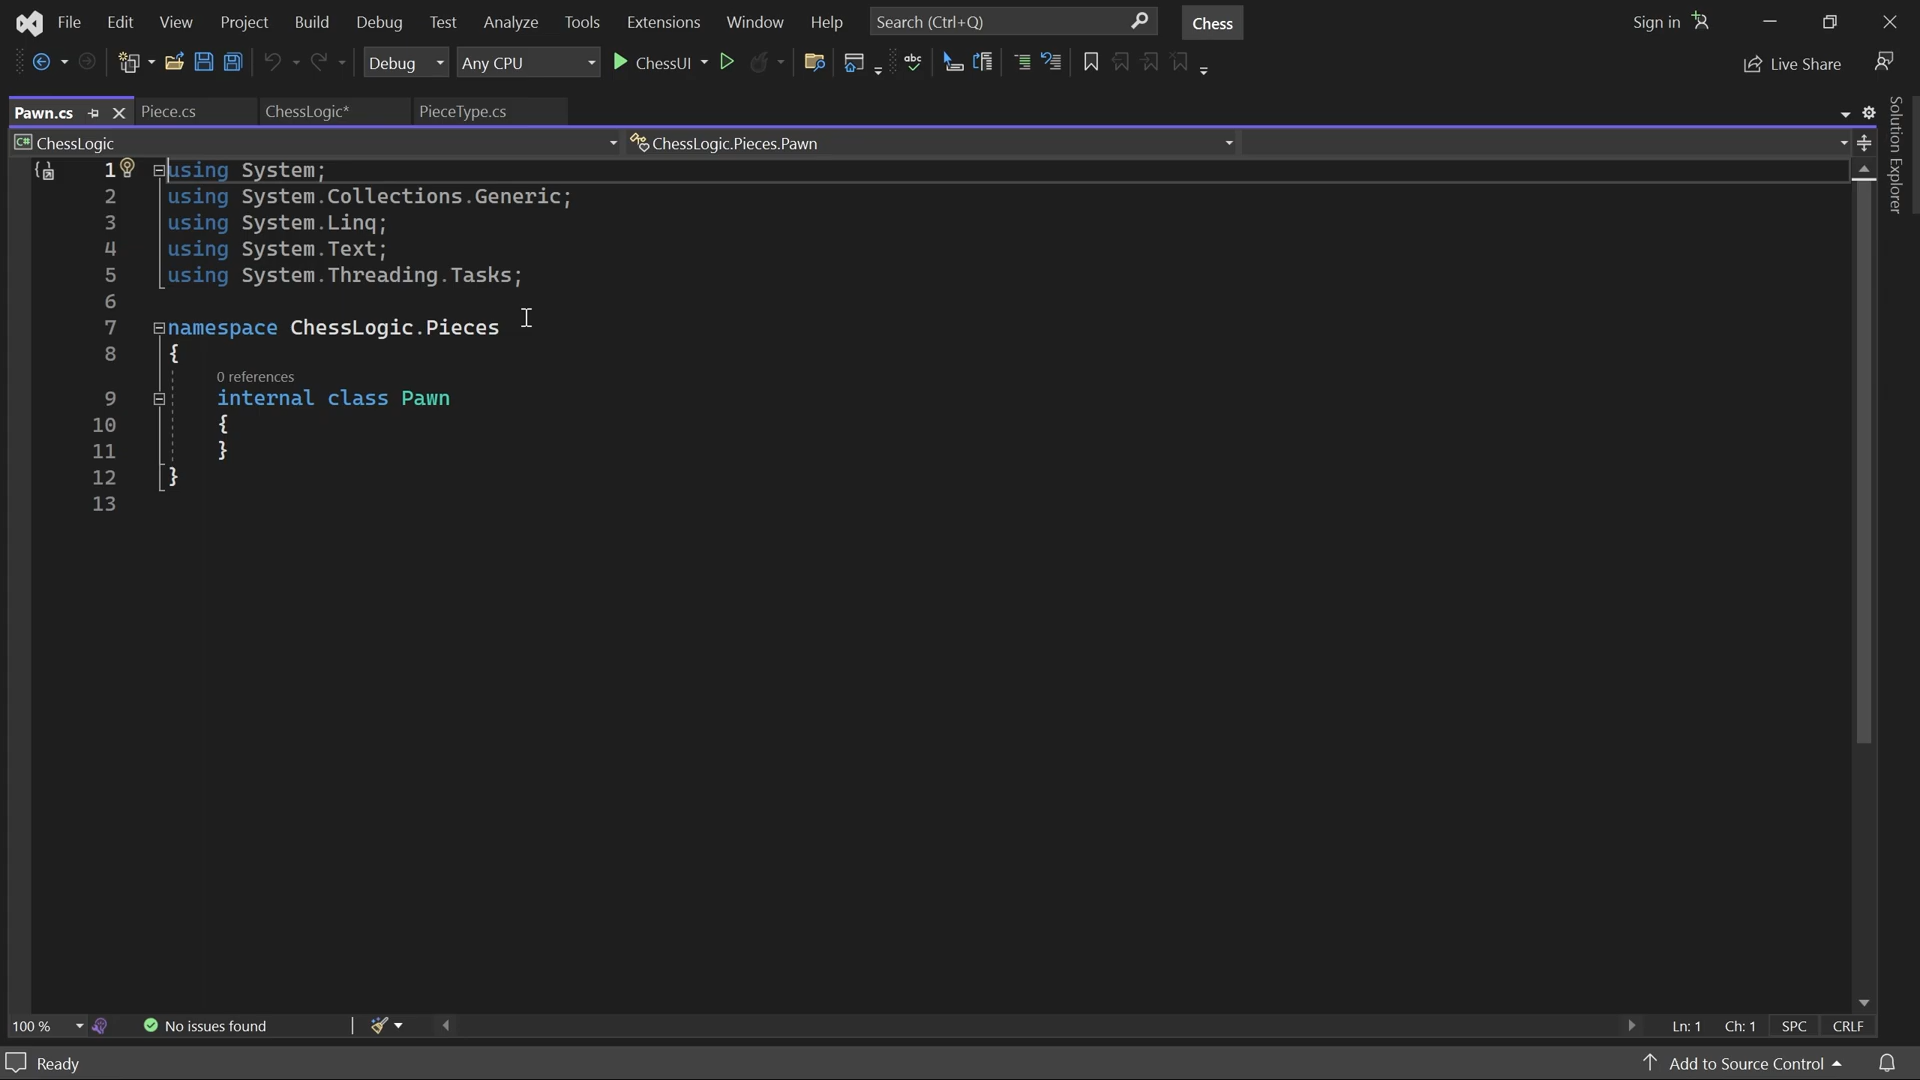 File Edit View Project Build Debug Test Analyze Tools Extensions Window Help Search (Ctrl+Q) Chess Sign in
Debug Any CPU ChessUI abc Live Share
Pawn.cs Piece.cs ChessLogic* PieceType.cs
Solution Explorer
C# ChessLogic ChessLogic.Pieces.Pawn
1 using System;
2 using System.Collections.Generic;
3 using System.Linq;
4 using System.Text;
5 using System.Threading.Tasks;
6
7 namespace ChessLogic.Pieces
8 {
0 references
9 internal class Pawn
10 {
11 }
12 }
13
100 % No issues found Ln: 1 Ch: 1 SPC CRLF
Ready Add to Source Control